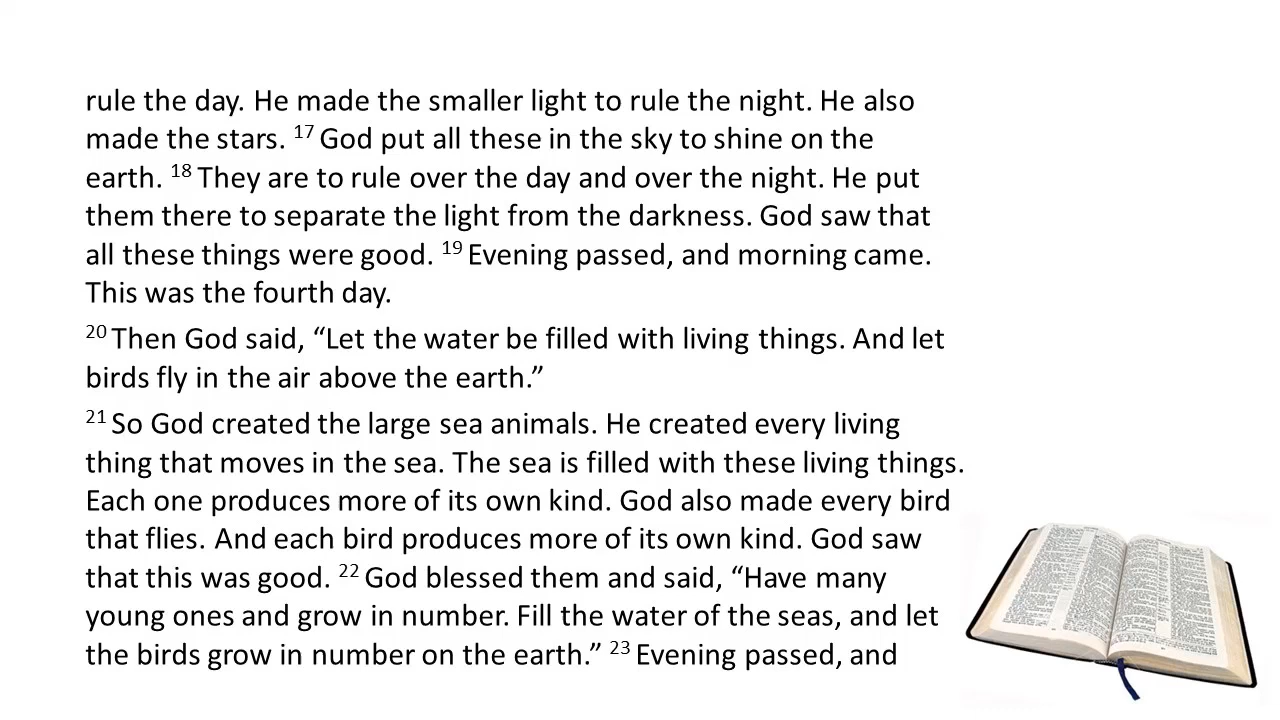 rule the day. He made the smaller light to rule the night. He also
made the stars. 17 God put all these in the sky to shine on the
earth. 18 They are to rule over the day and over the night. He put
them there to separate the light from the darkness. God saw that
all these things were good. 19 Evening passed, and morning came.
This was the fourth day.
20 Then God said, “Let the water be filled with living things. And let
birds fly in the air above the earth.”
21 So God created the large sea animals. He created every living
thing that moves in the sea. The sea is filled with these living things.
Each one produces more of its own kind. God also made every bird
that flies. And each bird produces more of its own kind. God saw
that this was good. 22 God blessed them and said, “Have many
young ones and grow in number. Fill the water of the seas, and let
the birds grow in number on the earth.” 23 Evening passed, and